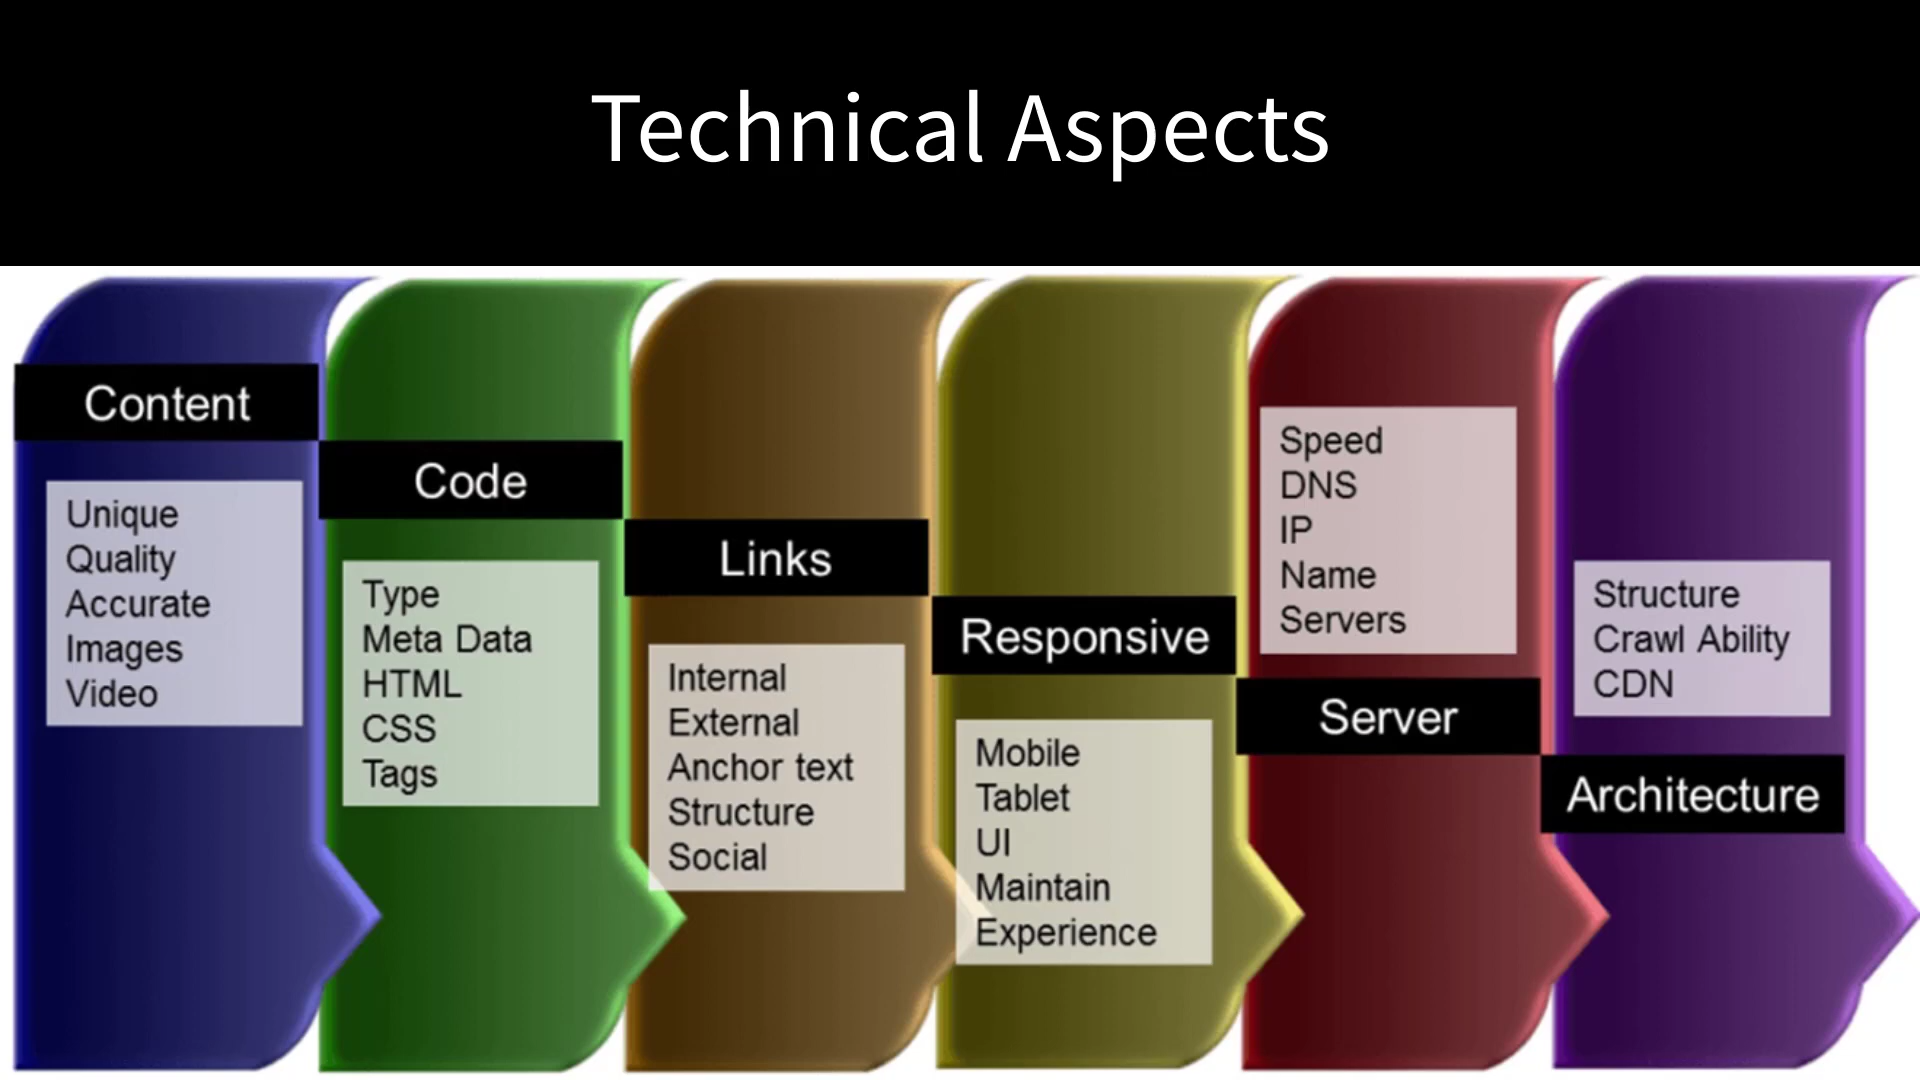 Technical Aspects
Content
Unique
Quality
Accurate
Images
Video
Code
Type
Meta Data
HTML
CSS
Tags
Links
Internal
External
Anchor text
Structure
Social
Responsive
Mobile
Tablet
UI
Maintain
Experience
Speed
DNS
IP
Name
Servers
Server
Structure
Crawl Ability
CDN
Architecture